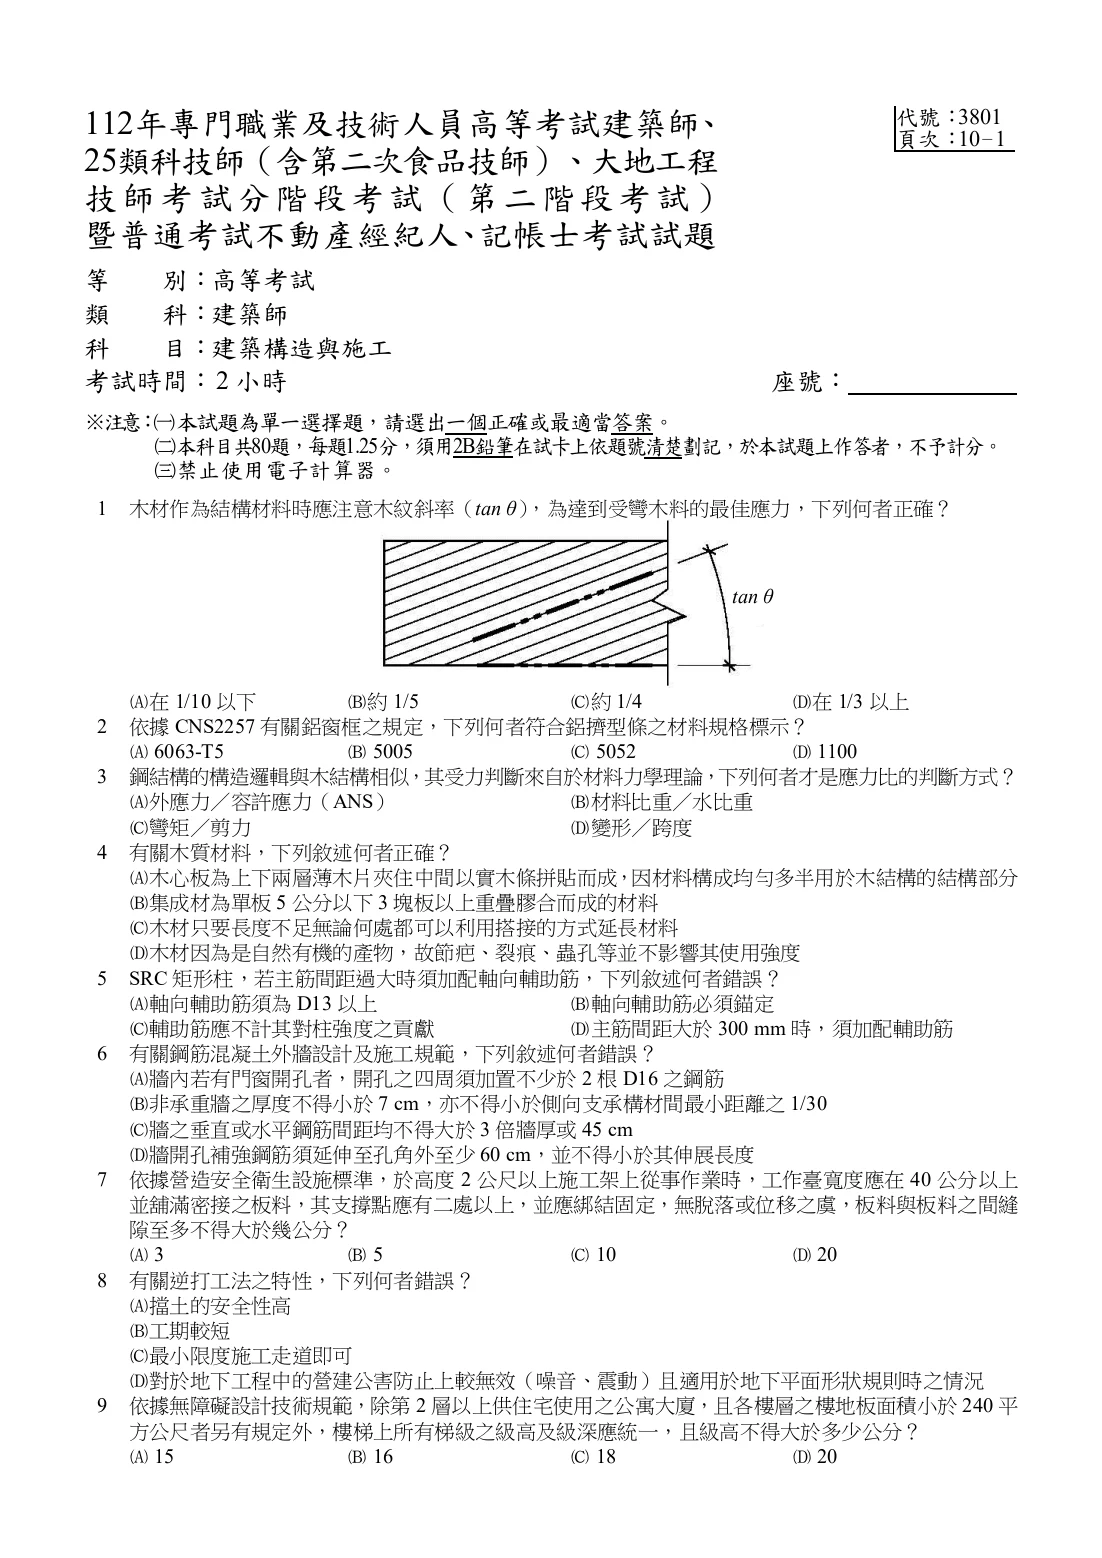 112年專門職業及技術人員高等考試建築師、
25類科技師（含第二次食品技師）、大地工程
技師考試分階段考試（第二階段考試）
暨普通考試不動產經紀人、記帳士考試試題
代號：3801
頁次：10－1
等　　別：高等考試
類　　科：建築師
科　　目：建築構造與施工
考試時間：2 小時
座號：
※注意：㈠本試題為單一選擇題，請選出一個正確或最適當答案。
㈡本科目共80題，每題1.25分，須用2B鉛筆在試卡上依題號清楚劃記，於本試題上作答者，不予計分。
㈢禁止使用電子計算器。
1 木材作為結構材料時應注意木紋斜率（tan θ），為達到受彎木料的最佳應力，下列何者正確？
tan θ
(A)在 1/10 以下 (B)約 1/5 (C)約 1/4 (D)在 1/3 以上
2 依據 CNS2257 有關鋁窗框之規定，下列何者符合鋁擠型條之材料規格標示？
(A) 6063-T5 (B) 5005 (C) 5052 (D) 1100
3 鋼結構的構造邏輯與木結構相似，其受力判斷來自於材料力學理論，下列何者才是應力比的判斷方式？
(A)外應力／容許應力（ANS） (B)材料比重／水比重
(C)彎矩／剪力 (D)變形／跨度
4 有關木質材料，下列敘述何者正確？
(A)木心板為上下兩層薄木片夾住中間以實木條拼貼而成，因材料構成均勻多半用於木結構的結構部分
(B)集成材為單板 5 公分以下 3 塊板以上重疊膠合而成的材料
(C)木材只要長度不足無論何處都可以利用搭接的方式延長材料
(D)木材因為是自然有機的產物，故節疤、裂痕、蟲孔等並不影響其使用強度
5 SRC 矩形柱，若主筋間距過大時須加配軸向輔助筋，下列敘述何者錯誤？
(A)軸向輔助筋須為 D13 以上 (B)軸向輔助筋必須錨定
(C)輔助筋應不計其對柱強度之貢獻 (D)主筋間距大於 300 mm 時，須加配輔助筋
6 有關鋼筋混凝土外牆設計及施工規範，下列敘述何者錯誤？
(A)牆內若有門窗開孔者，開孔之四周須加置不少於 2 根 D16 之鋼筋
(B)非承重牆之厚度不得小於 7 cm，亦不得小於側向支承構材間最小距離之 1/30
(C)牆之垂直或水平鋼筋間距均不得大於 3 倍牆厚或 45 cm
(D)牆開孔補強鋼筋須延伸至孔角外至少 60 cm，並不得小於其伸展長度
7 依據營造安全衛生設施標準，於高度 2 公尺以上施工架上從事作業時，工作臺寬度應在 40 公分以上
並舖滿密接之板料，其支撐點應有二處以上，並應綁結固定，無脫落或位移之虞，板料與板料之間縫
隙至多不得大於幾公分？
(A) 3 (B) 5 (C) 10 (D) 20
8 有關逆打工法之特性，下列何者錯誤？
(A)擋土的安全性高
(B)工期較短
(C)最小限度施工走道即可
(D)對於地下工程中的營建公害防止上較無效（噪音、震動）且適用於地下平面形狀規則時之情況
9 依據無障礙設計技術規範，除第 2 層以上供住宅使用之公寓大廈，且各樓層之樓地板面積小於 240 平
方公尺者另有規定外，樓梯上所有梯級之級高及級深應統一，且級高不得大於多少公分？
(A) 15 (B) 16 (C) 18 (D) 20